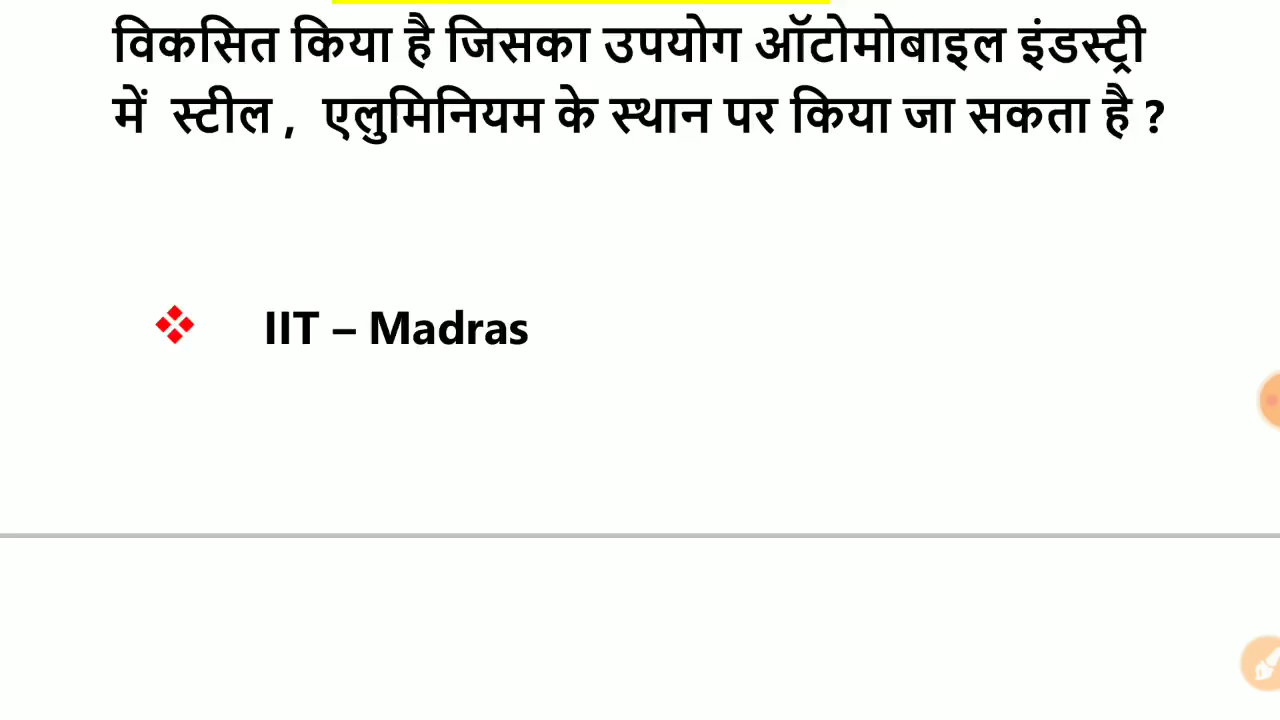 विकसित किया है जिसका उपयोग ऑटोमोबाइल इंडस्ट्री
में स्टील , एलुमिनियम के स्थान पर किया जा सकता है ?
IIT – Madras